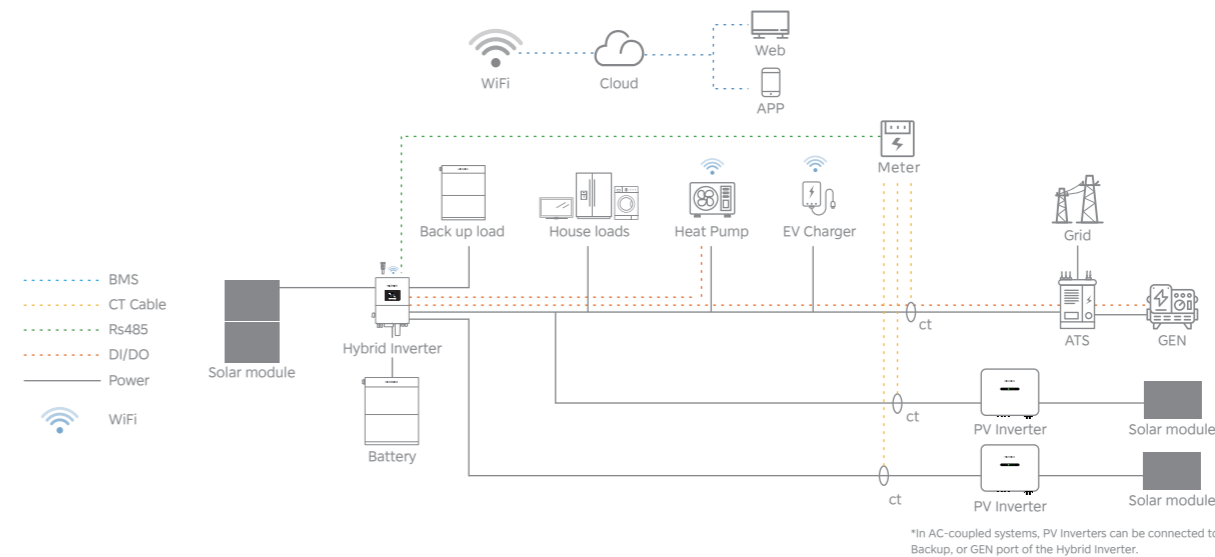 Web
WiFi
Cloud
APP
Meter
Back up load
House loads
Heat Pump
EV Charger
Grid
BMS
CT Cable
Rs485
DI/DO
Power
WiFi
Solar module
Hybrid Inverter
Battery
ct
ATS
GEN
ct
PV Inverter
Solar module
ct
PV Inverter
Solar module
*In AC-coupled systems, PV Inverters can be connected to
Backup, or GEN port of the Hybrid Inverter.